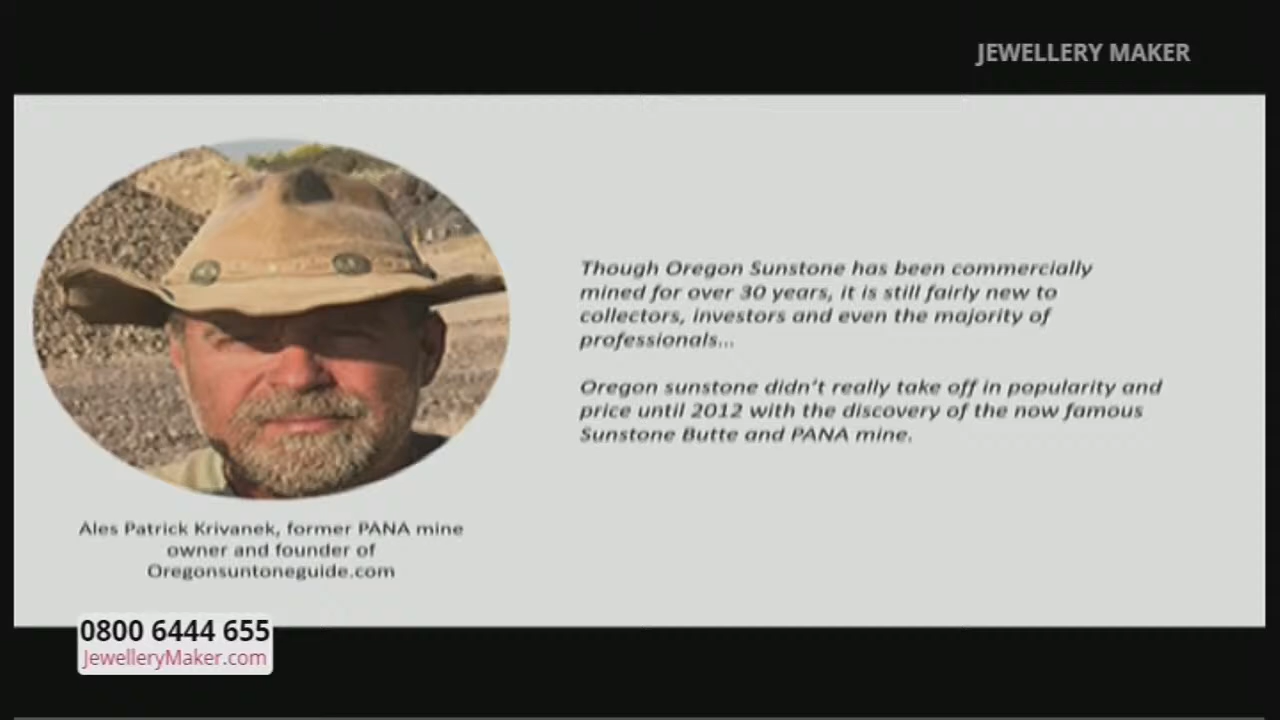 JEWELLERY MAKER
Though Oregon Sunstone has been commercially
mined for over 30 years, it is still fairly new to
collectors, investors and even the majority of
professionals...
Oregon sunstone didn't really take off in popularity and
price until 2012 with the discovery of the now famous
Sunstone Butte and PANA mine.
Ales Patrick Krivanek, former PANA mine
owner and founder of
Oregonsuntoneguide.com
0800 6444 655
JewelleryMaker.com